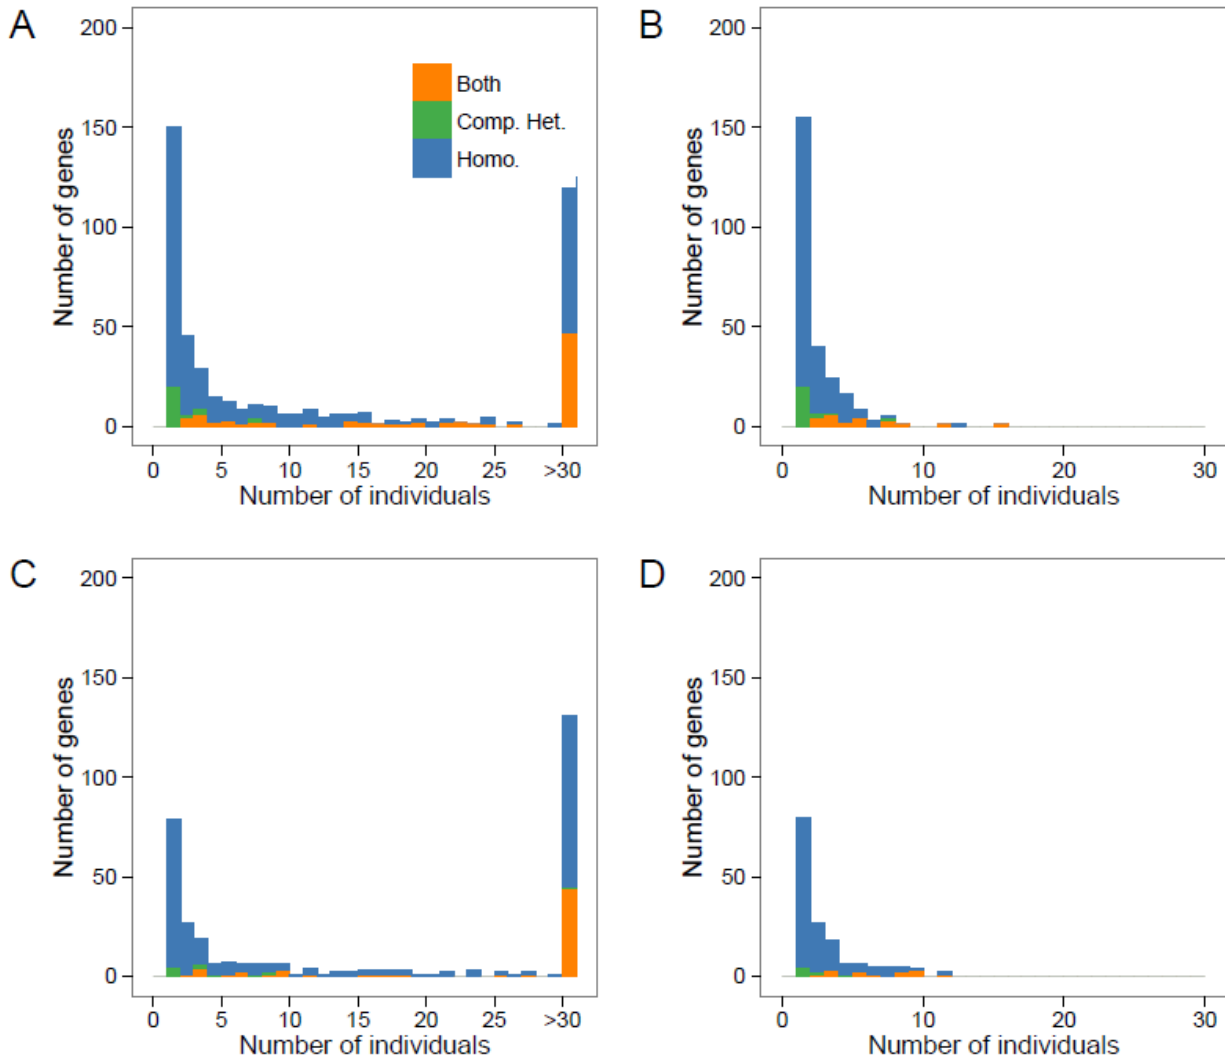 A
B
200
150
100
50
0
Number of genes
Both
Comp. Het.
Homo.
0 5 10 15 20 25 >30
Number of individuals
200
150
100
50
0
Number of genes
0 10 20 30
Number of individuals
C
D
200
150
100
50
0
Number of genes
0 5 10 15 20 25 >30
Number of individuals
200
150
100
50
0
Number of genes
0 10 20 30
Number of individuals